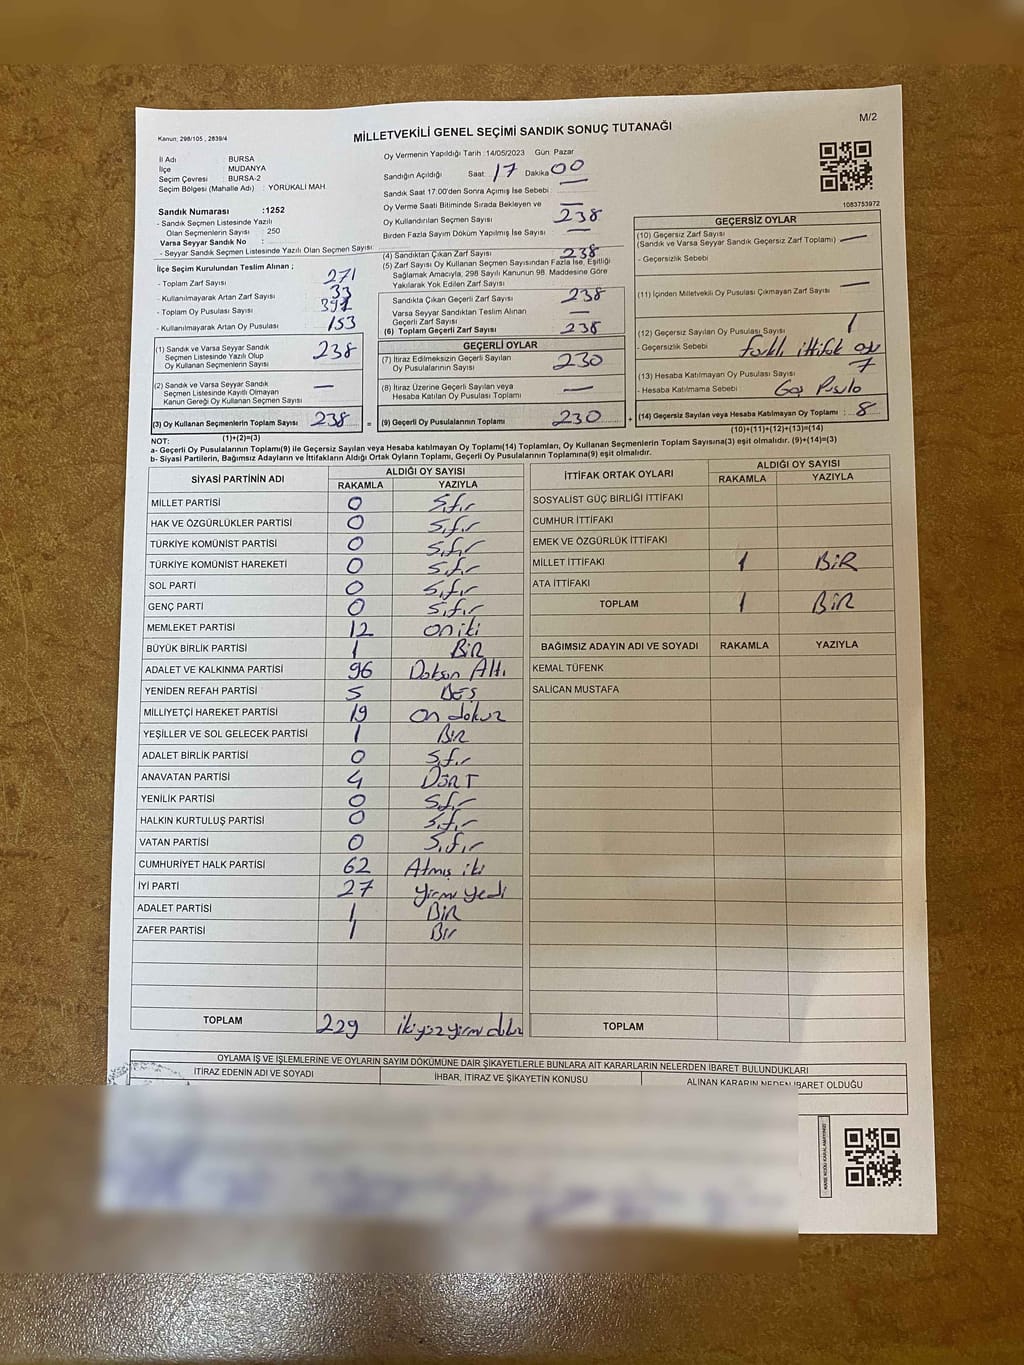 M/2
Kanun: 298/105 , 2839/4
MİLLETVEKİLİ GENEL SEÇİMİ SANDIK SONUÇ TUTANAĞI
İl Adı : BURSA
İlçe : MUDANYA
Seçim Çevresi : BURSA-2
Seçim Bölgesi (Mahalle Adı) : YÖRÜKALİ MAH
Sandık Numarası :1252
- Sandık Seçmen Listesinde Yazılı
Olan Seçmenlerin Sayısı : 250
Varsa Seyyar Sandık No :
- Seyyar Sandık Seçmen Listesinde Yazılı Olan Seçmen Sayısı:
İlçe Seçim Kurulundan Teslim Alınan ;
- Toplam Zarf Sayısı : 271
- Kullanılmayarak Artan Zarf Sayısı : 33
- Toplam Oy Pusulası Sayısı :
- Kullanılmayarak Artan Oy Pusulası : 153
(1) Sandık ve Varsa Seyyar Sandık
Seçmen Listesinde Yazılı Olup
Oy Kullanan Seçmenlerin Sayısı : 238
(2) Sandık ve Varsa Seyyar Sandık
Seçmen Listesinde Kayıtlı Olmayan
Kanun Gereği Oy Kullanan Seçmen Sayısı : —
(3) Oy Kullanan Seçmenlerin Toplam Sayısı : 238
(1)+(2)=(3)
Oy Vermenin Yapıldığı Tarih :14/05/2023 Gün: Pazar
Sandığın Açıldığı Saat: 17 Dakika 00
Sandık Saat 17.00'den Sonra Açımış İse Sebebi : —
Oy Verme Saati Bitiminde Sırada Bekleyen ve
Oy Kullandırılan Seçmen Sayısı : 238
Birden Fazla Sayım Döküm Yapılmış İse Sayısı : —
(4) Sandıktan Çıkan Zarf Sayısı : 238
(5) Zarf Sayısı Oy Kullanan Seçmen Sayısından Fazla İse, Eşitliği
Sağlamak Amacıyla, 298 Sayılı Kanunun 98. Maddesine Göre
Yakılarak Yok Edilen Zarf Sayısı :
Sandıkta Çıkan Geçerli Zarf Sayısı : 238
Varsa Seyyar Sandıktan Teslim Alınan
Geçerli Zarf Sayısı : —
(6) Toplam Geçerli Zarf Sayısı : 238
GEÇERLİ OYLAR
(7) İtiraz Edilmeksizin Geçerli Sayılan
Oy Pusulalarının Sayısı : 230
(8) İtiraz Üzerine Geçerli Sayılan veya
Hesaba Katılan Oy Pusulası Toplamı : —
= (9) Geçerli Oy Pusulalarının Toplamı : 230
1083753972
GEÇERSİZ OYLAR
(10) Geçersiz Zarf Sayısı : —
(Sandık ve Varsa Seyyar Sandık Geçersiz Zarf Toplamı)
- Geçersizlik Sebebi :
(11) İçinden Milletvekili Oy Pusulası Çıkmayan Zarf Sayısı : —
(12) Geçersiz Sayılan Oy Pusulası Sayısı : 1
- Geçersizlik Sebebi : farklı ittifak oyu
(13) Hesaba Katılmayan Oy Pusulası Sayısı : 7
- Hesaba Katılmama Sebebi : Pusula
+ (14) Geçersiz Sayılan veya Hesaba Katılmayan Oy Toplamı : 8
(10)+(11)+(12)+(13)=(14)
NOT:
a- Geçerli Oy Pusulalarının Toplamı(9) ile Geçersiz Sayılan veya Hesaba katılmayan Oy Toplamı(14) Toplamları, Oy Kullanan Seçmenlerin Toplam Sayısına(3) eşit olmalıdır. (9)+(14)=(3)
b- Siyasi Partilerin, Bağımsız Adayların ve İttifakların Aldığı Ortak Oyların Toplamı, Geçerli Oy Pusulalarının Toplamına(9) eşit olmalıdır.
SİYASİ PARTİNİN ADI ALDIĞI OY SAYISI
RAKAMLA YAZIYLA
MİLLET PARTİSİ 0 Sıfır
HAK VE ÖZGÜRLÜKLER PARTİSİ 0 Sıfır
TÜRKİYE KOMÜNİST PARTİSİ 0 Sıfır
TÜRKİYE KOMÜNİST HAREKETİ 0 Sıfır
SOL PARTİ 0 Sıfır
GENÇ PARTİ 0 Sıfır
MEMLEKET PARTİSİ 12 on iki
BÜYÜK BİRLİK PARTİSİ 1 BİR
ADALET VE KALKINMA PARTİSİ 96 Doksan Altı
YENİDEN REFAH PARTİSİ 5 BEŞ
MİLLİYETÇİ HAREKET PARTİSİ 19 on dokuz
YEŞİLLER VE SOL GELECEK PARTİSİ 1 BİR
ADALET BİRLİK PARTİSİ 0 Sıfır
ANAVATAN PARTİSİ 4 DÖRT
YENİLİK PARTİSİ 0 Sıfır
HALKIN KURTULUŞ PARTİSİ 0 Sıfır
VATAN PARTİSİ 0 Sıfır
CUMHURİYET HALK PARTİSİ 62 Atmış iki
İYİ PARTİ 27 yirmi yedi
ADALET PARTİSİ 1 BİR
ZAFER PARTİSİ 1 Bir
TOPLAM 229 iki yüz yirmi dokuz
İTTİFAK ORTAK OYLARI ALDIĞI OY SAYISI
RAKAMLA YAZIYLA
SOSYALİST GÜÇ BİRLİĞİ İTTİFAKI
CUMHUR İTTİFAKI
EMEK VE ÖZGÜRLÜK İTTİFAKI
MİLLET İTTİFAKI 1 BİR
ATA İTTİFAKI
TOPLAM 1 BİR
BAĞIMSIZ ADAYIN ADI VE SOYADI RAKAMLA YAZIYLA
KEMAL TÜFENK
SALİCAN MUSTAFA
TOPLAM
OYLAMA İŞ VE İŞLEMLERİNE VE OYLARIN SAYIM DÖKÜMÜNE DAİR ŞİKAYETLERLE BUNLARA AİT KARARLARIN NELERDEN İBARET BULUNDUKLARI
İTİRAZ EDENİN ADI VE SOYADI İHBAR, İTİRAZ VE ŞİKAYETİN KONUSU ALINAN KARARIN NEDEN İBARET OLDUĞU